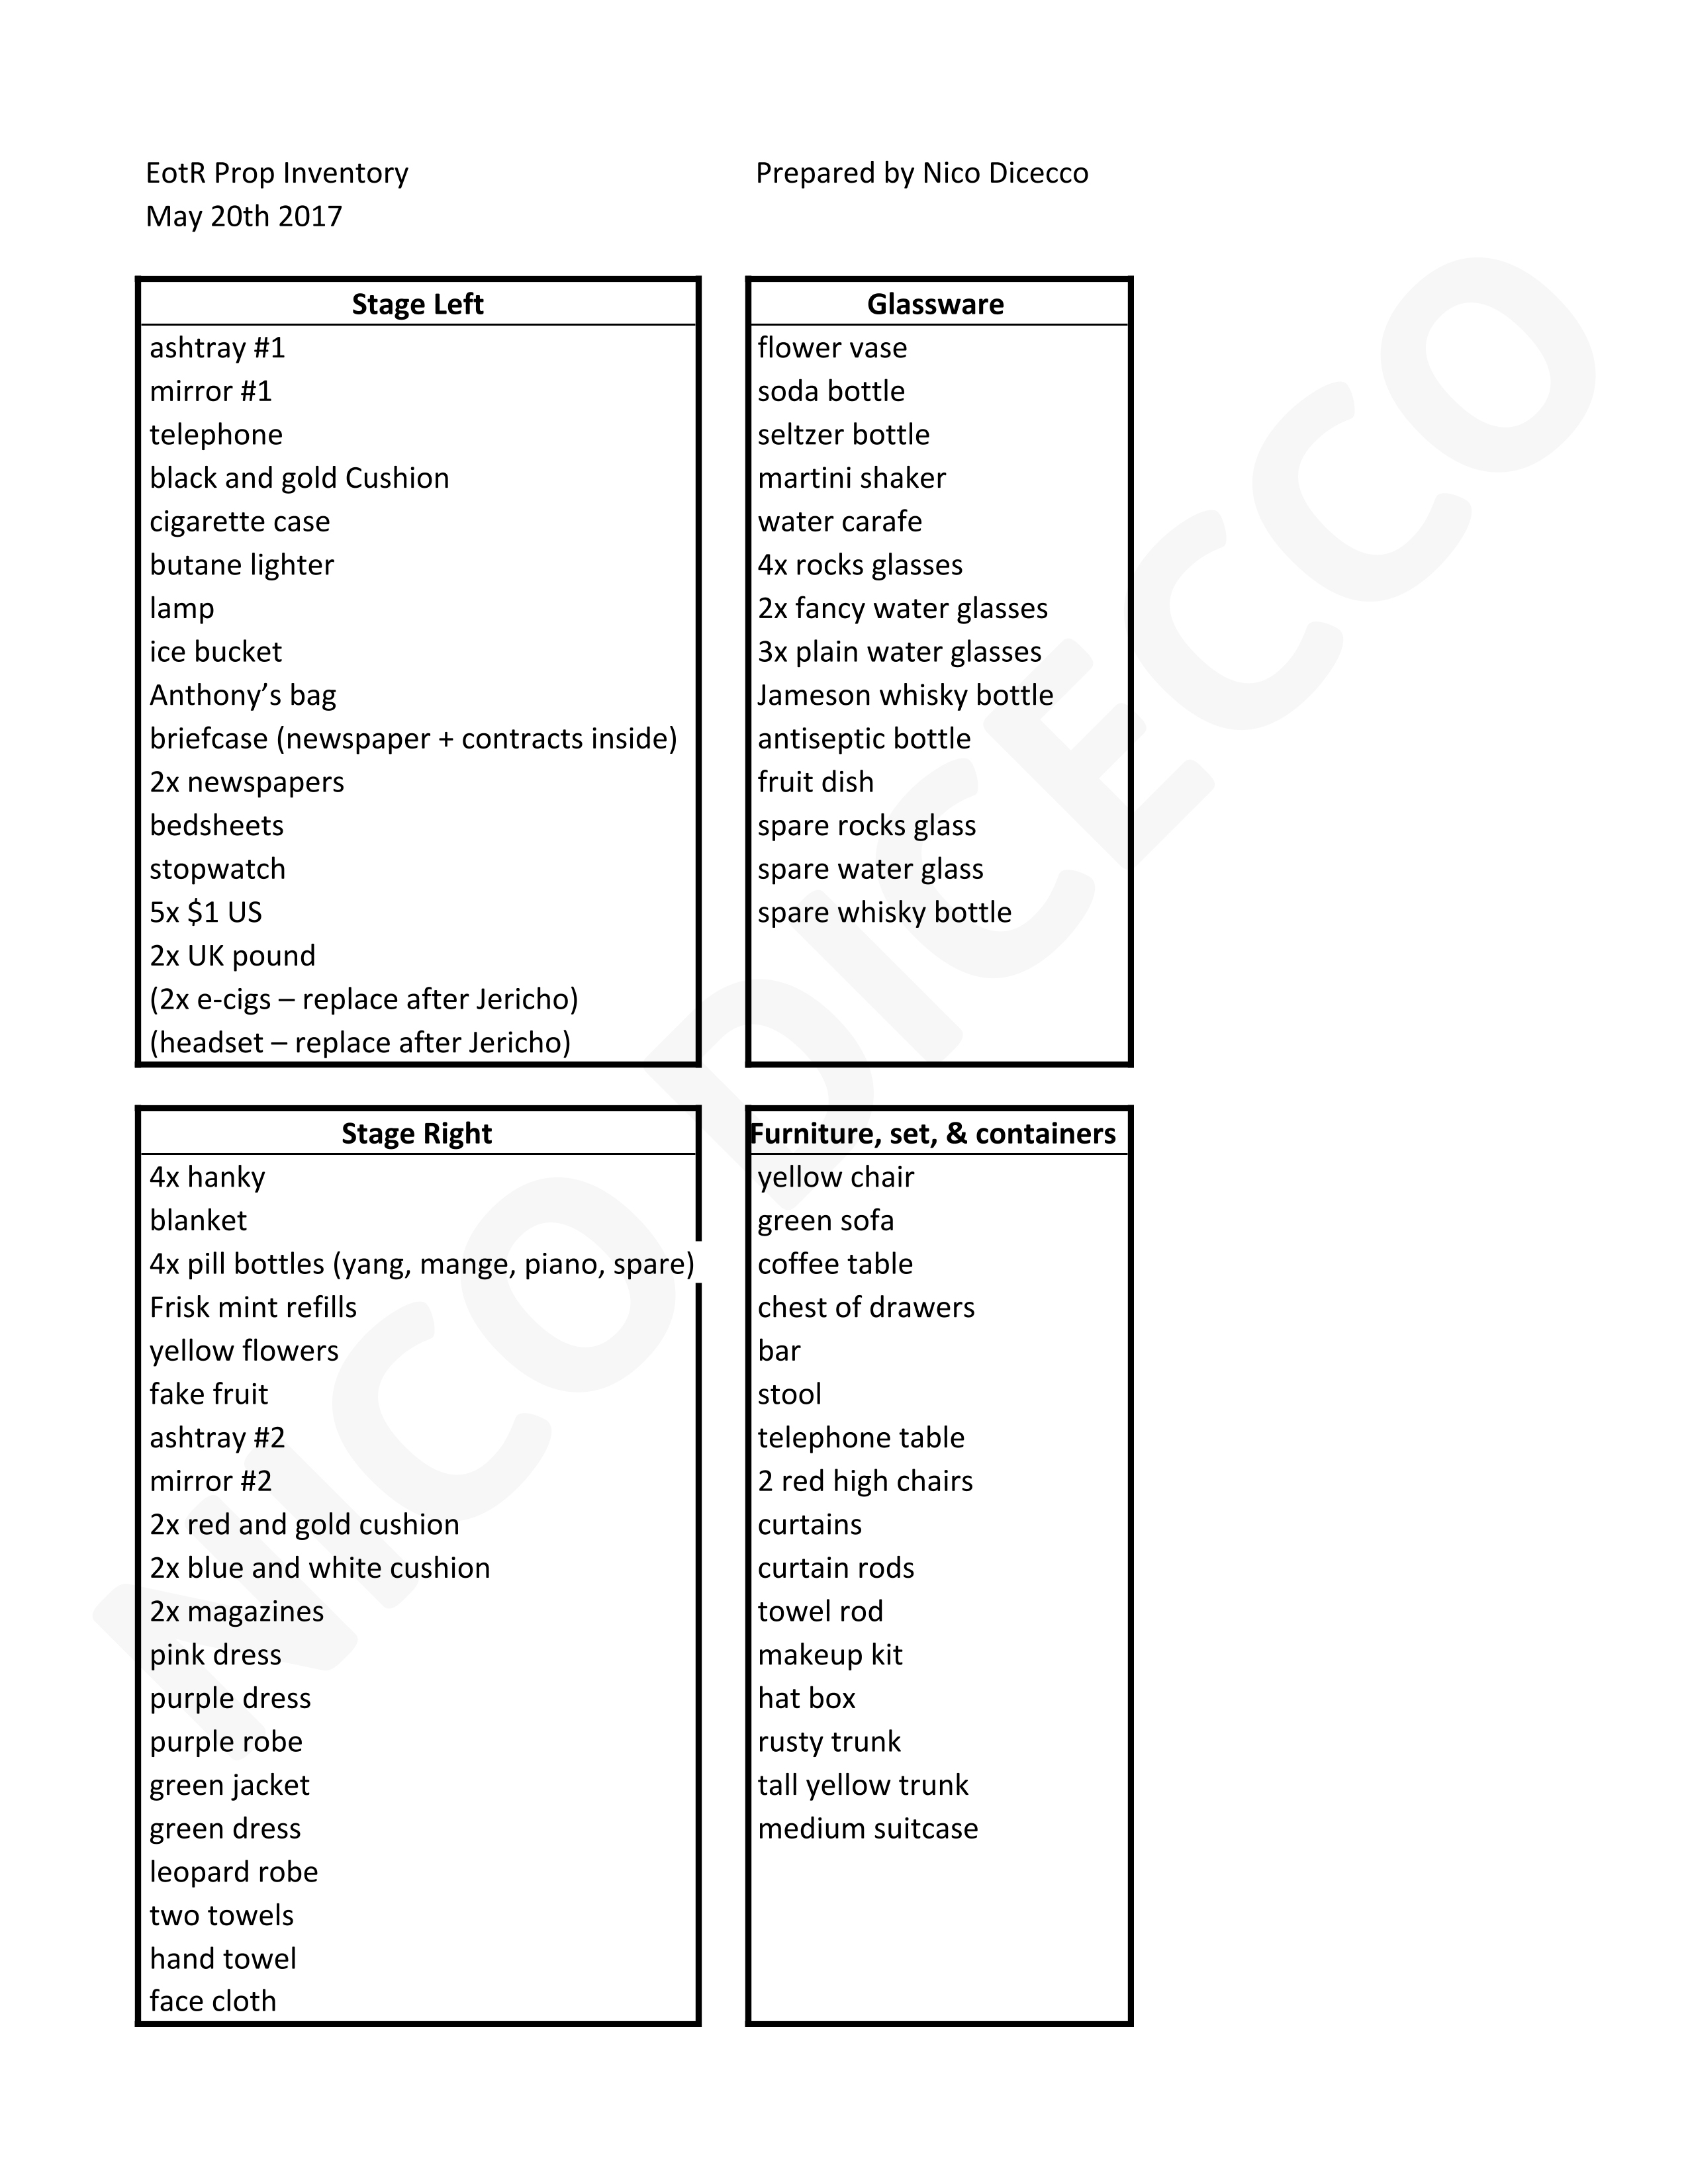 EotR Prop Inventory
Prepared by Nico Dicecco
May 20th 2017
Stage Left
ashtray #1
mirror #1
telephone
black and gold Cushion
cigarette case
butane lighter
lamp
ice bucket
Anthony’s bag
briefcase (newspaper + contracts inside)
2x newspapers
bedsheets
stopwatch
5x $1 US
2x UK pound
(2x e-cigs – replace after Jericho)
(headset – replace after Jericho)
Glassware
flower vase
soda bottle
seltzer bottle
martini shaker
water carafe
4x rocks glasses
2x fancy water glasses
3x plain water glasses
Jameson whisky bottle
antiseptic bottle
fruit dish
spare rocks glass
spare water glass
spare whisky bottle
Stage Right
4x hanky
blanket
4x pill bottles (yang, mange, piano, spare)
Frisk mint refills
yellow flowers
fake fruit
ashtray #2
mirror #2
2x red and gold cushion
2x blue and white cushion
2x magazines
pink dress
purple dress
purple robe
green jacket
green dress
leopard robe
two towels
hand towel
face cloth
Furniture, set, & containers
yellow chair
green sofa
coffee table
chest of drawers
bar
stool
telephone table
2 red high chairs
curtains
curtain rods
towel rod
makeup kit
hat box
rusty trunk
tall yellow trunk
medium suitcase
NICO DICECCO